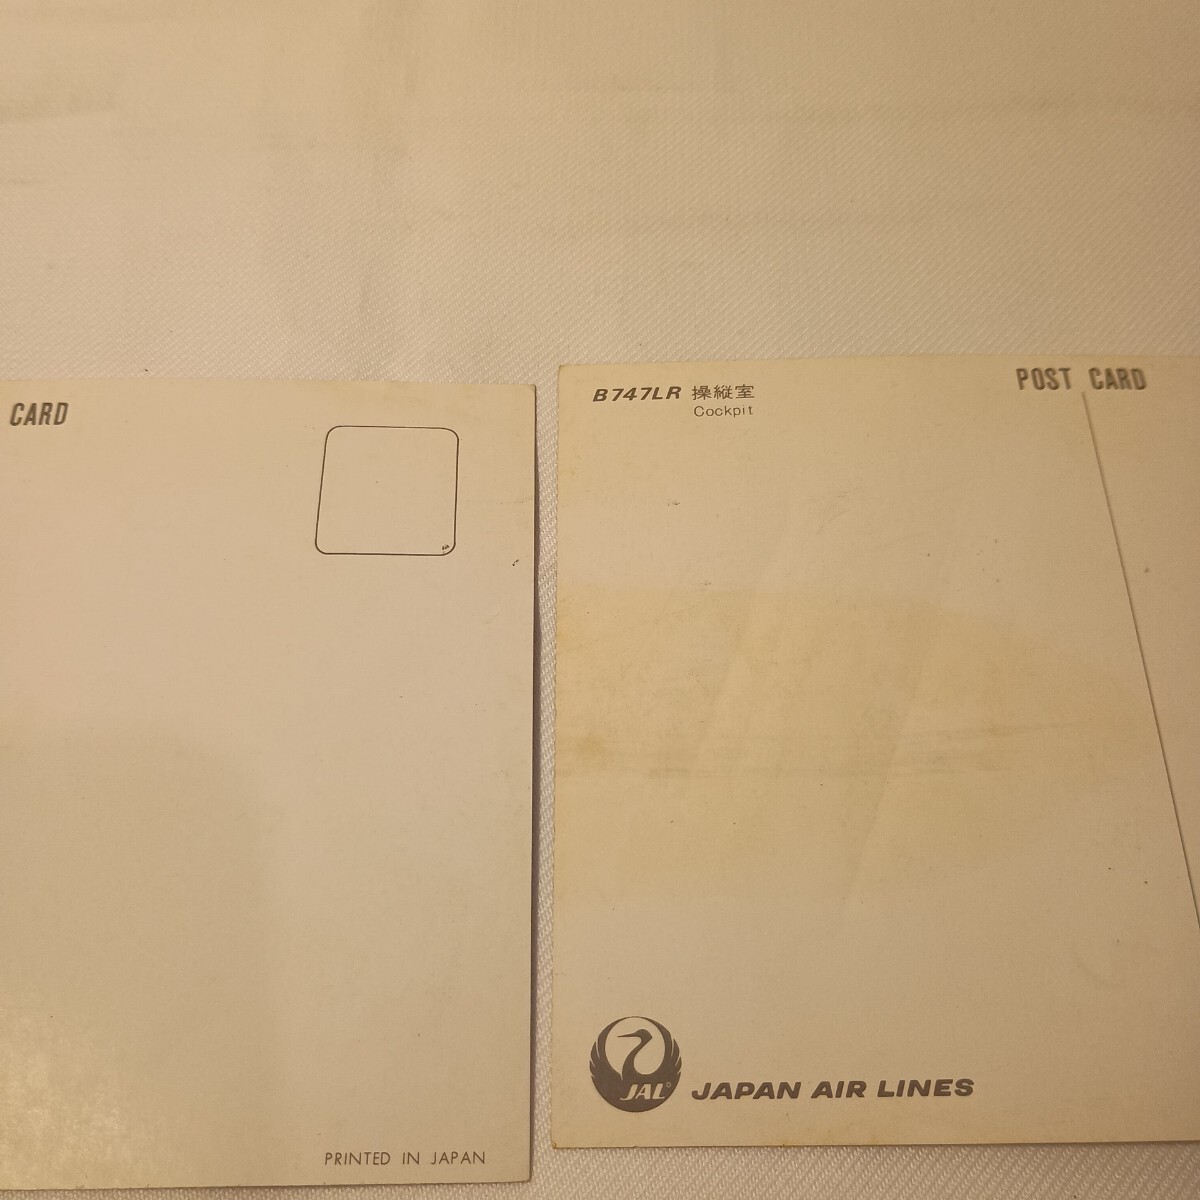 CARD
PRINTED IN JAPAN
B747LR 操縦室
Cockpit
POST CARD
JAL
JAPAN AIR LINES